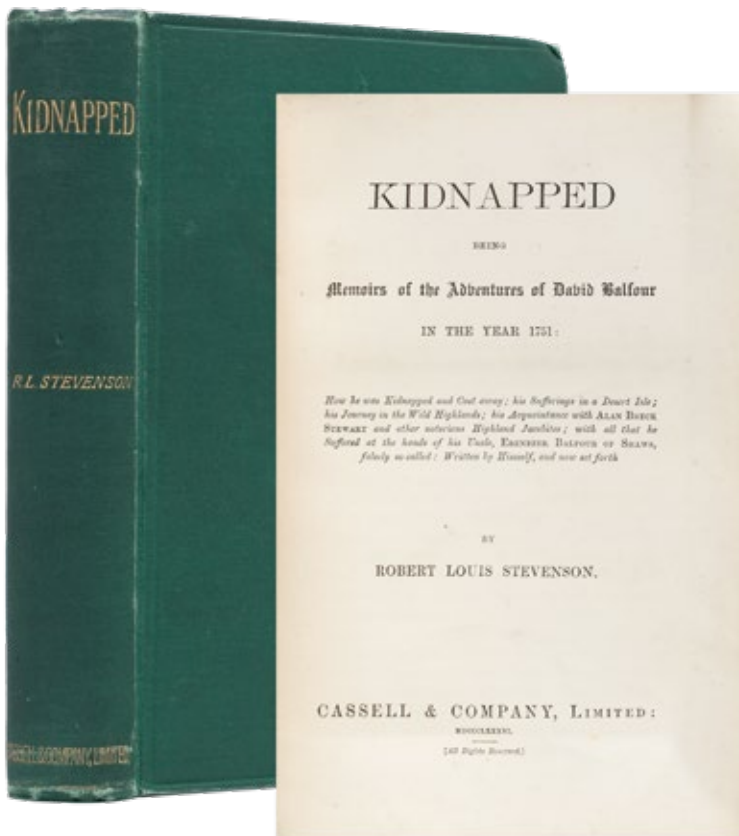 KIDNAPPED
R.L. STEVENSON
CASSELL & COMPANY, LIMITED
KIDNAPPED
BEING
Memoirs of the Adventures of David Balfour
IN THE YEAR 1751:
How he was Kidnapped and Cast away; his Sufferings in a Desert Isle;
his Journey in the Wild Highlands; his Acquaintance with ALAN BRECK
STEWART and other notorious Highland Jacobites; with all that he
Suffered at the hands of his Uncle, EBENEZER BALFOUR OF SHAWS,
falsely so-called: Written by Himself, and now set forth
BY
ROBERT LOUIS STEVENSON.
CASSELL & COMPANY, LIMITED:
MDCCCLXXXVI.
[All Rights Reserved.]